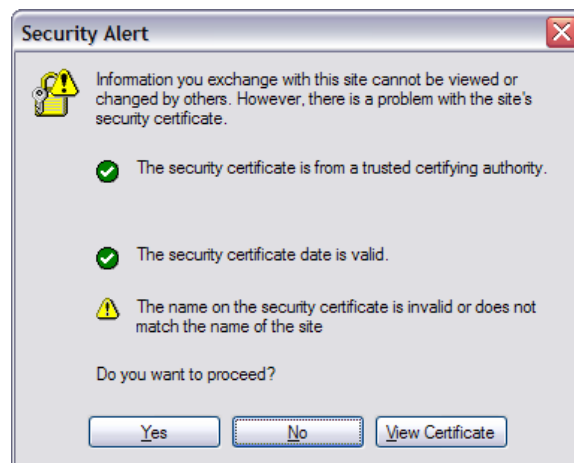 Security Alert
Information you exchange with this site cannot be viewed or
changed by others. However, there is a problem with the site's
security certificate.
The security certificate is from a trusted certifying authority.
The security certificate date is valid.
The name on the security certificate is invalid or does not
match the name of the site
Do you want to proceed?
Yes No View Certificate